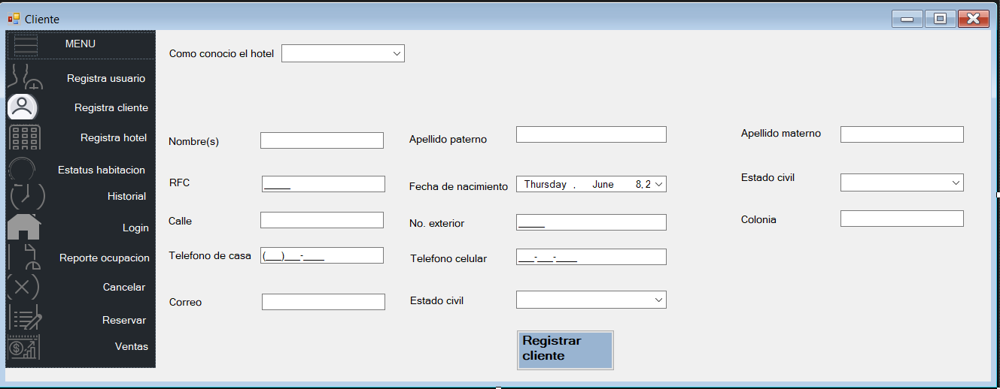 Cliente
MENU
Registra usuario
Registra cliente
Registra hotel
Estatus habitacion
Historial
Login
Reporte ocupacion
Cancelar
Reservar
Ventas
Como conocio el hotel
Nombre(s)
Apellido paterno
Apellido materno
RFC
_____
Fecha de nacimiento
Thursday , June 8, 2
Estado civil
Calle
No. exterior
_____
Colonia
Telefono de casa
(___)___-____
Telefono celular
___-___-____
Correo
Estado civil
Registrar
cliente